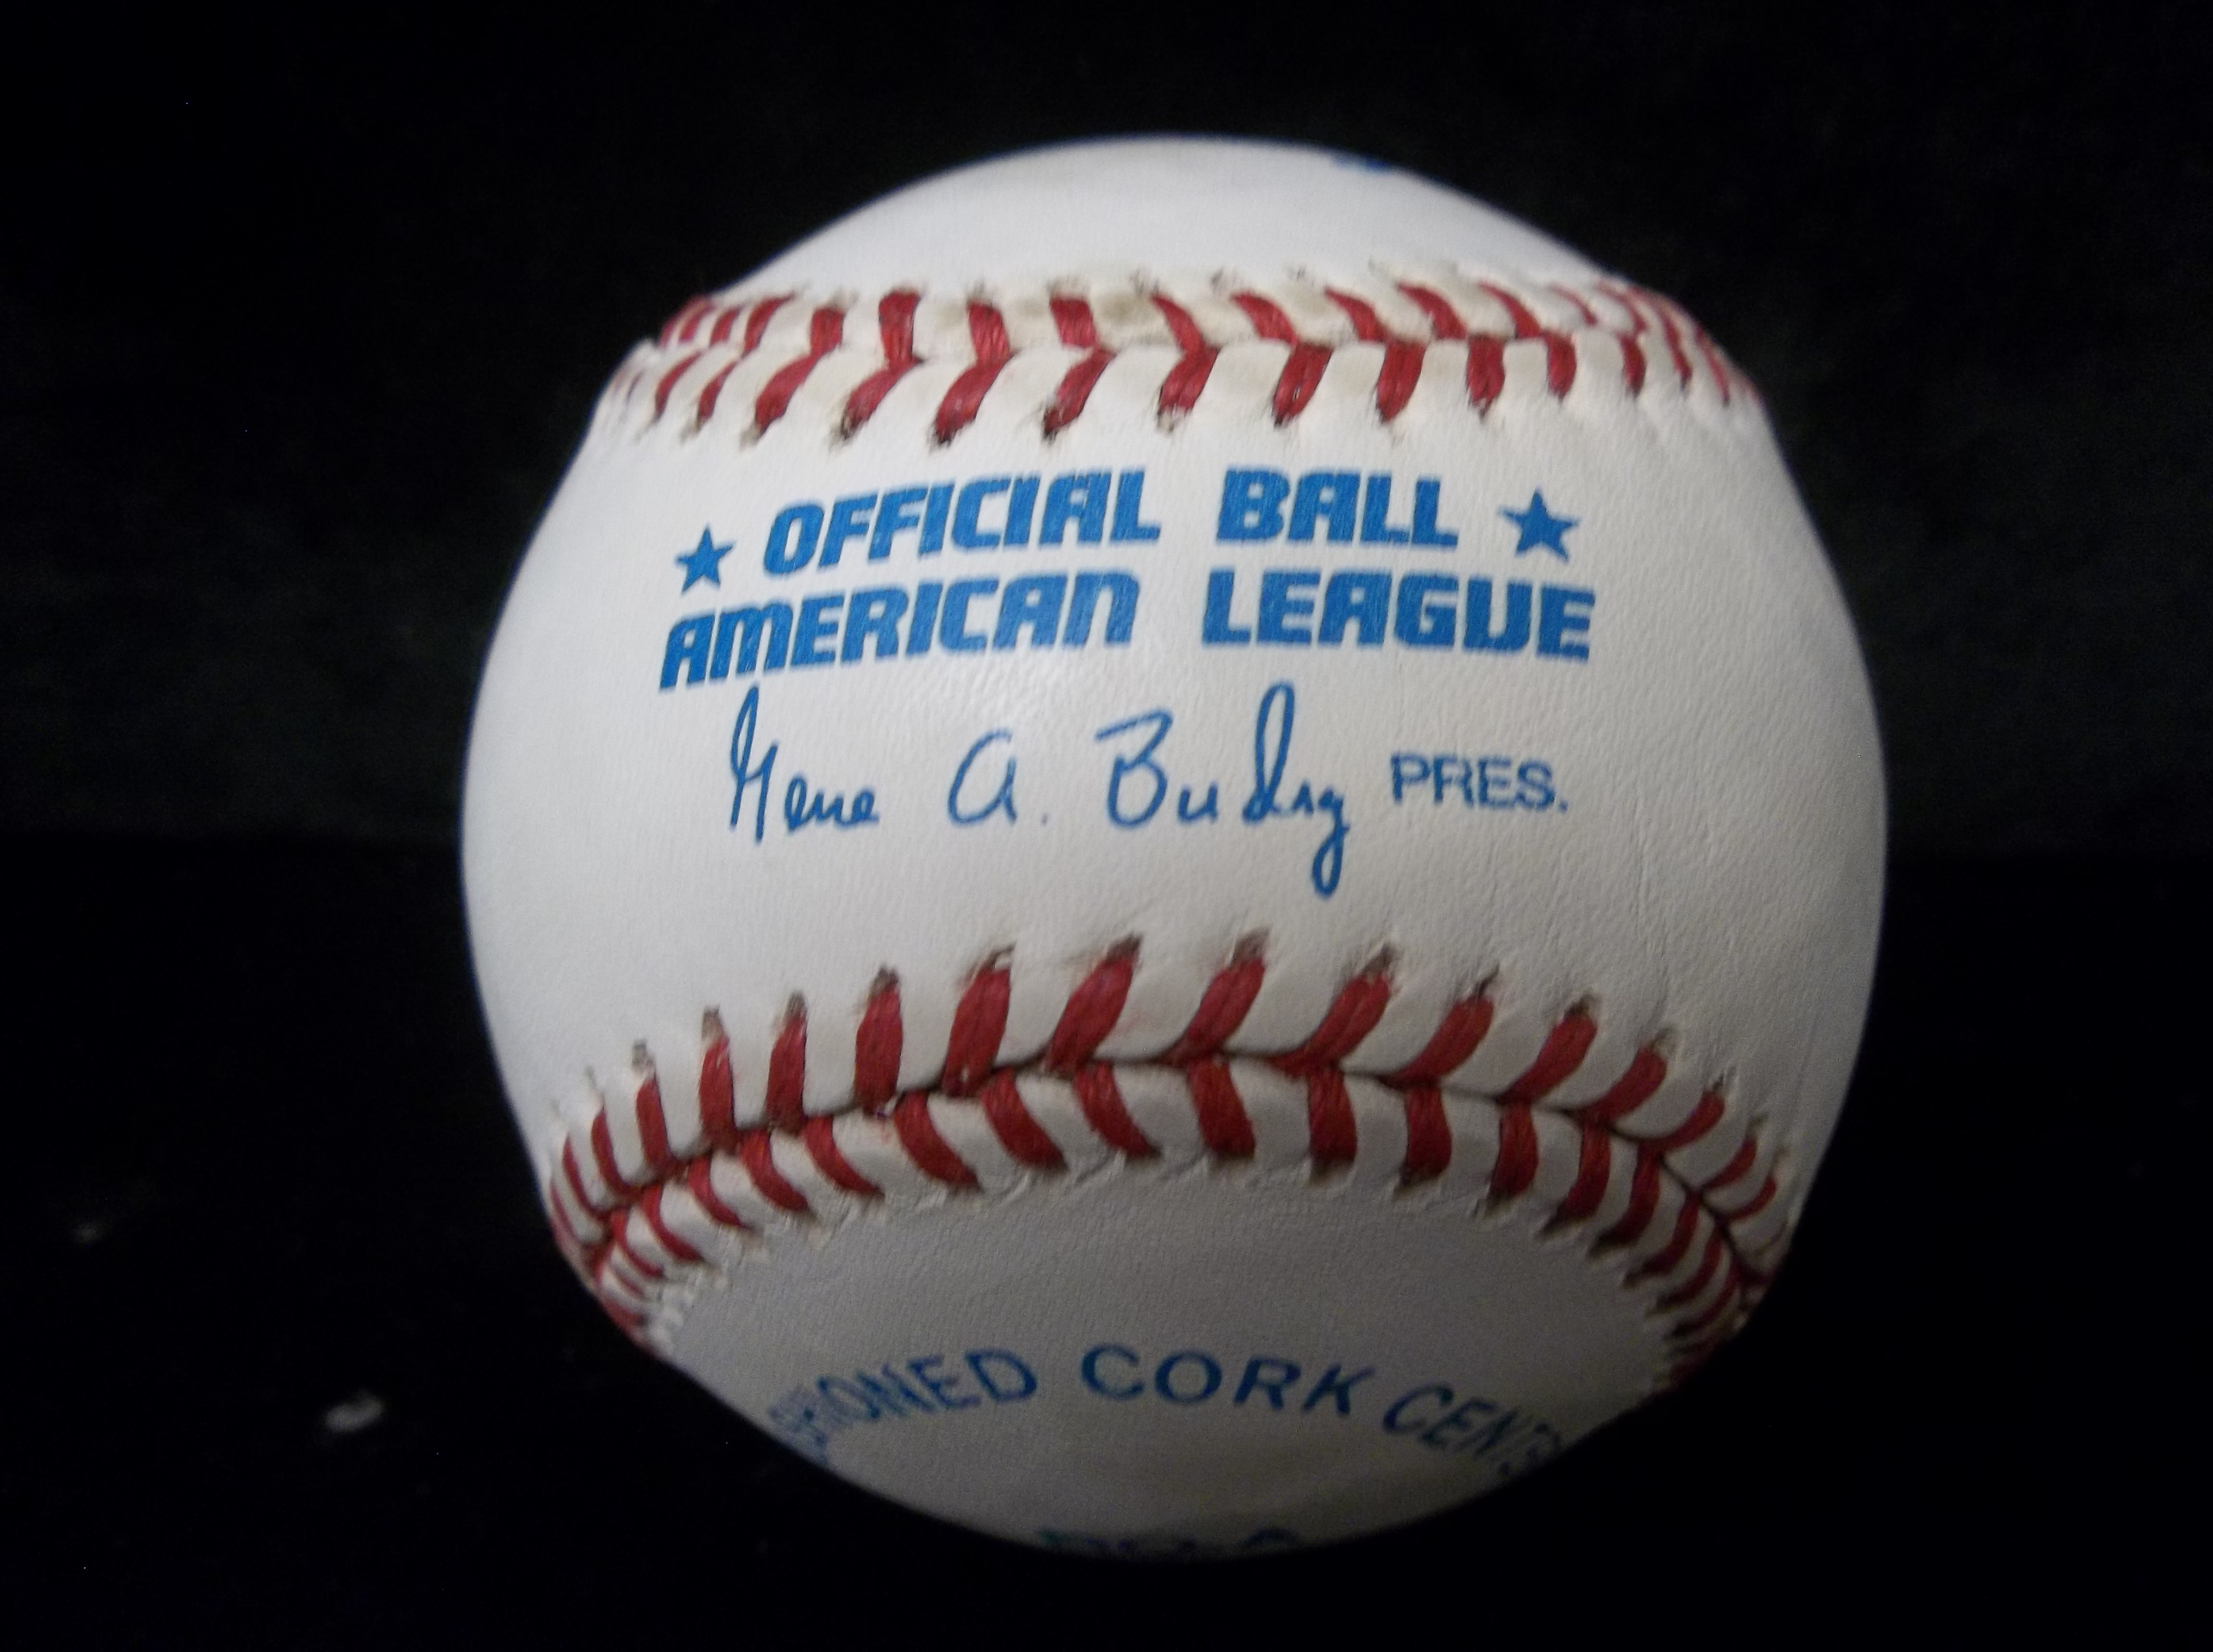 ★ OFFICIAL BALL ★
AMERICAN LEAGUE
Gene A. Budig PRES.
CORK